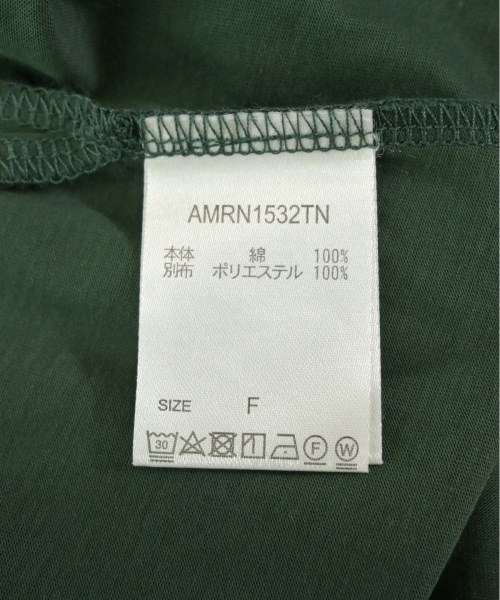 AMRN1532TN
本体 綿 100%
別布 ポリエステル 100%
SIZE F
30 F W